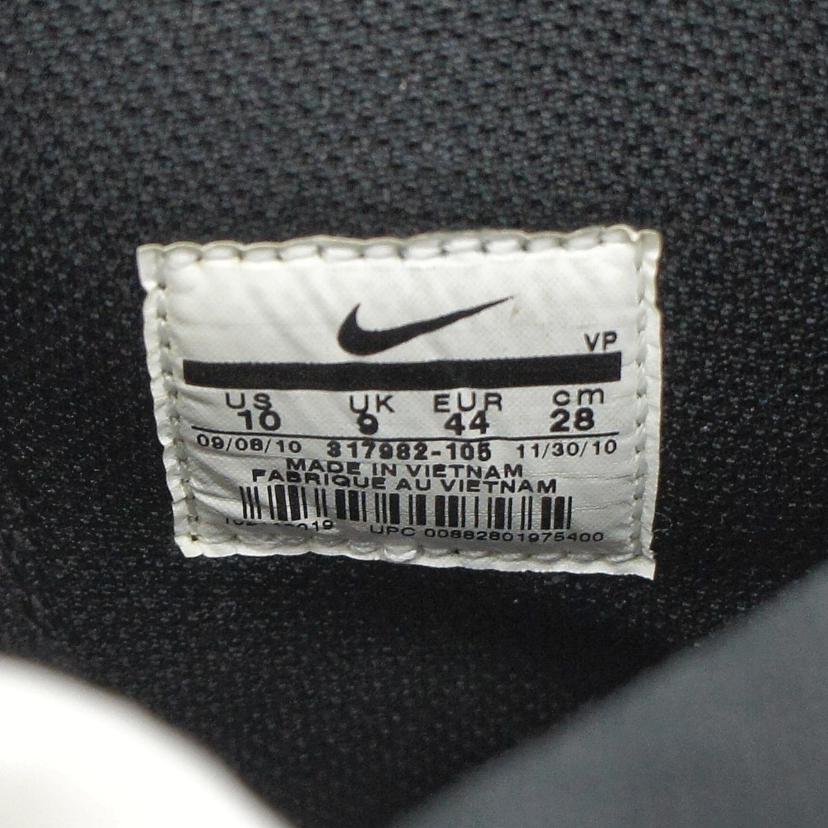 VP
US UK EUR cm
10 9 44 28
09/08/10 317982-105 11/30/10
MADE IN VIETNAM
FABRIQUE AU VIETNAM
UPC 00882801975400